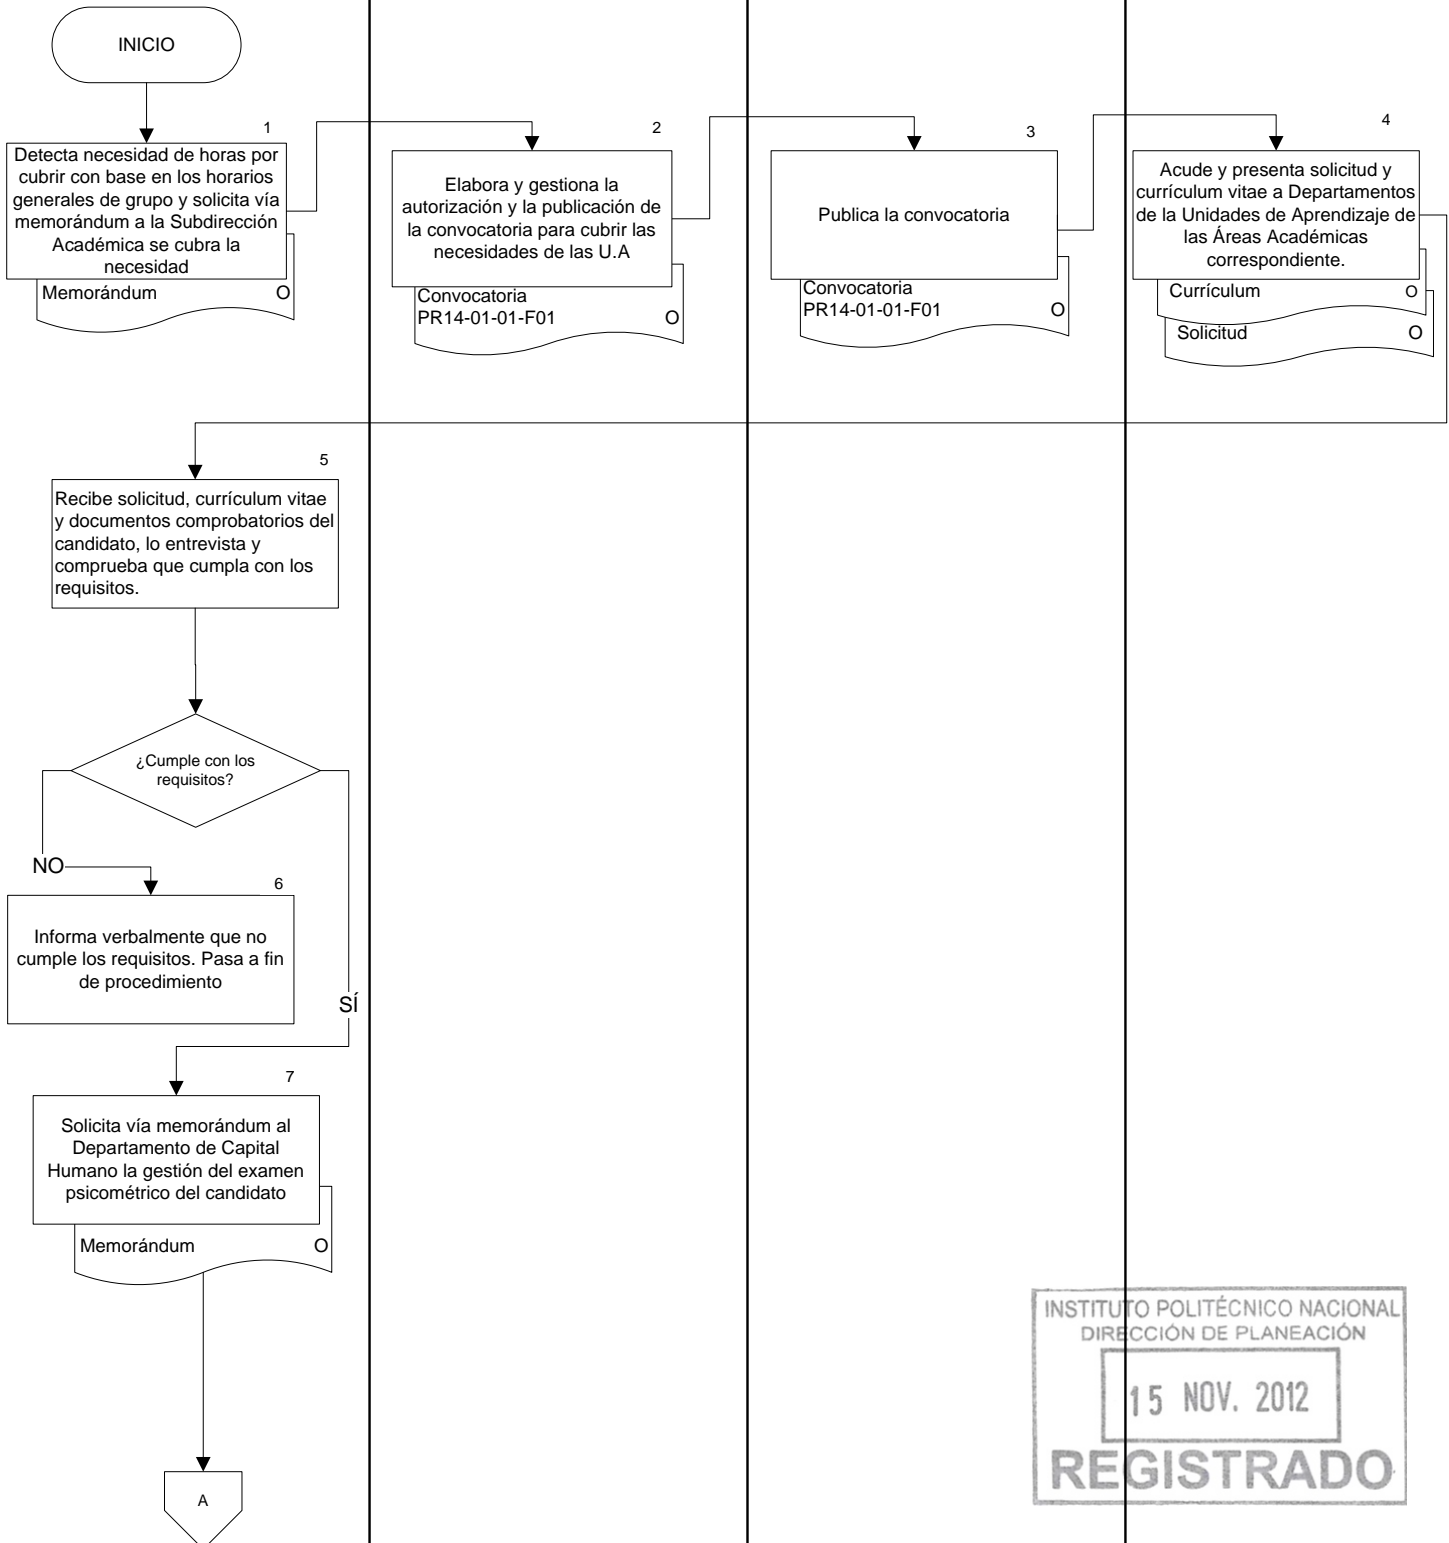 INICIO
1
Detecta necesidad de horas por
cubrir con base en los horarios
generales de grupo y solicita vía
memorándum a la Subdirección
Académica se cubra la
necesidad
Memorándum O
2
Elabora y gestiona la
autorización y la publicación de
la convocatoria para cubrir las
necesidades de las U.A
Convocatoria
PR14-01-01-F01 O
3
Publica la convocatoria
Convocatoria
PR14-01-01-F01 O
4
Acude y presenta solicitud y
currículum vitae a Departamentos
de la Unidades de Aprendizaje de
las Áreas Académicas
correspondiente.
Currículum O
Solicitud O
5
Recibe solicitud, currículum vitae
y documentos comprobatorios del
candidato, lo entrevista y
comprueba que cumpla con los
requisitos.
¿Cumple con los
requisitos?
NO
6
Informa verbalmente que no
cumple los requisitos. Pasa a fin
de procedimiento
SÍ
7
Solicita vía memorándum al
Departamento de Capital
Humano la gestión del examen
psicométrico del candidato
Memorándum O
A
INSTITUTO POLITÉCNICO NACIONAL
DIRECCIÓN DE PLANEACIÓN
15 NOV. 2012
REGISTRADO